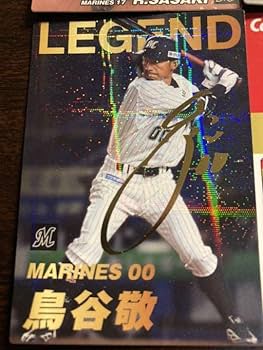 MARINES 17 R.SASAKI
LEGEND
M
MARINES 00
鳥谷敬